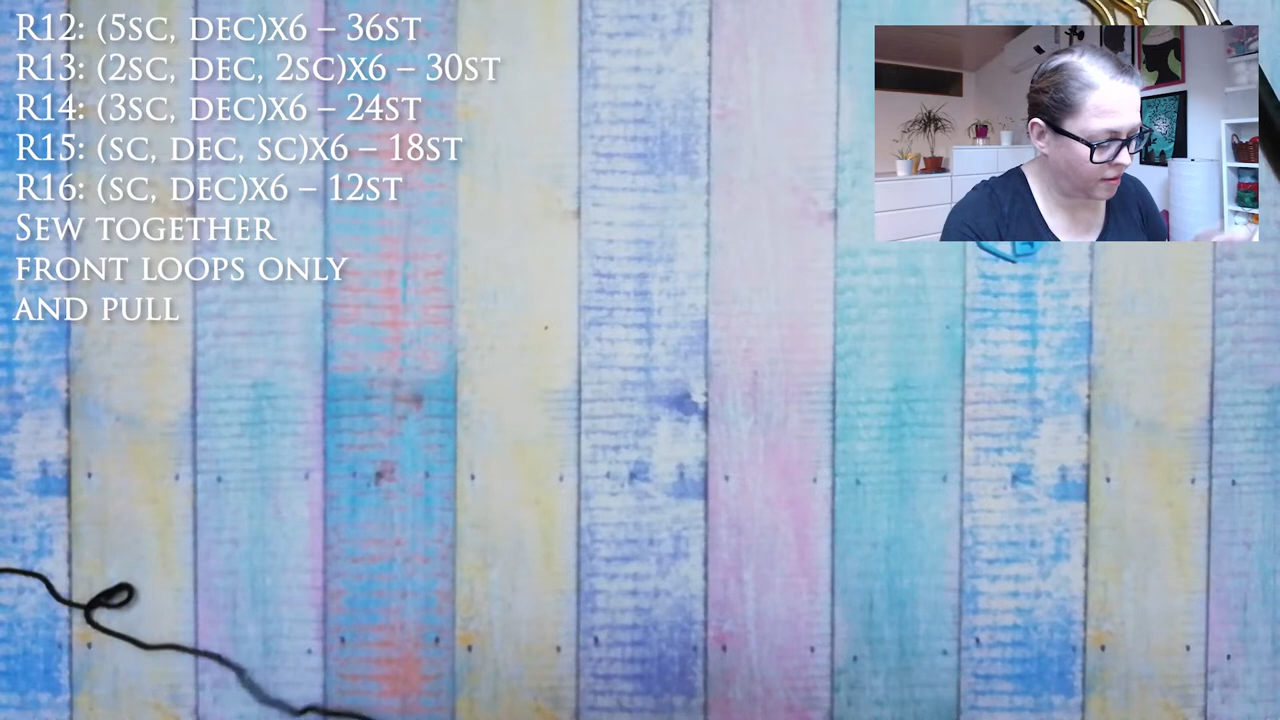 R12: (5SC, DEC)X6 – 36ST
R13: (2SC, DEC, 2SC)X6 – 30ST
R14: (3SC, DEC)X6 – 24ST
R15: (SC, DEC, SC)X6 – 18ST
R16: (SC, DEC)X6 – 12ST
SEW TOGETHER
FRONT LOOPS ONLY
AND PULL